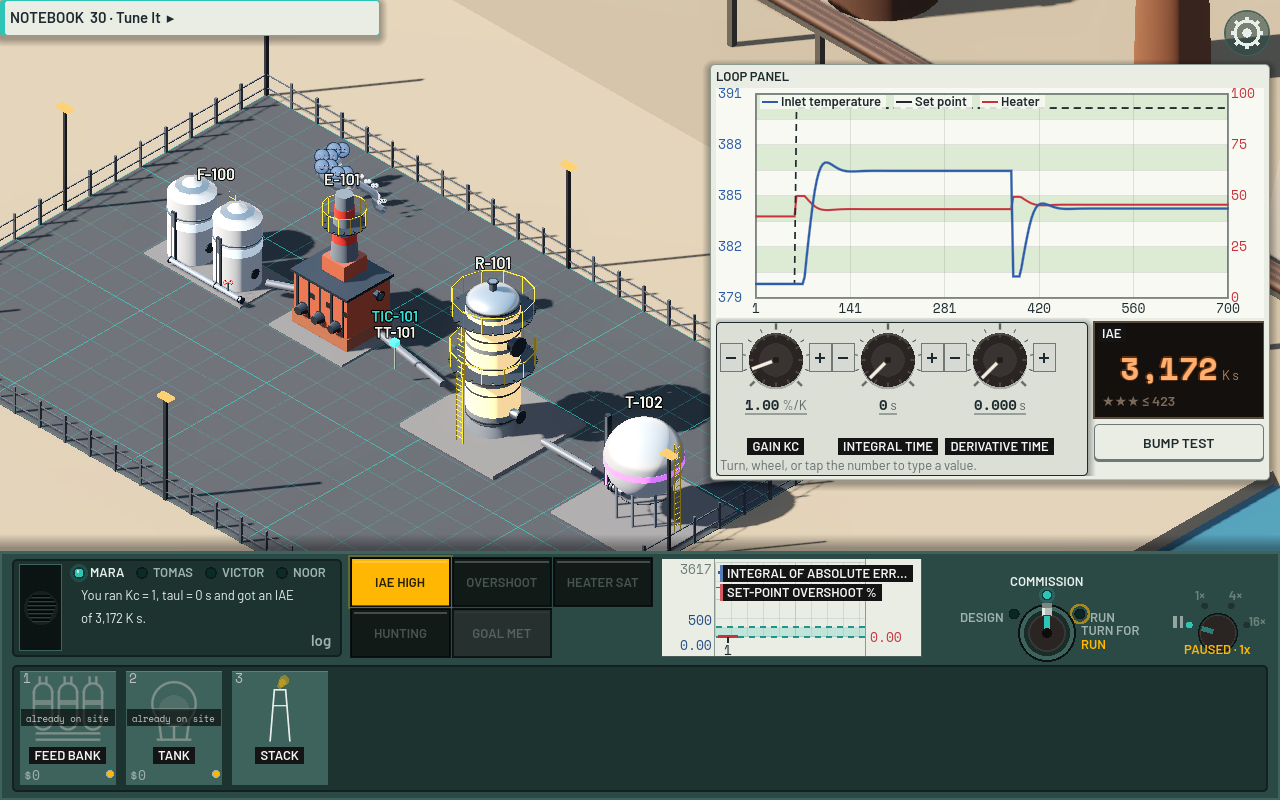 NOTEBOOK 30 · Tune It ▸
LOOP PANEL
391
388
385
382
379
Inlet temperature
Set point
Heater
100
75
50
25
0
1
141
281
420
560
700
F-100
E-101
R-101
TIC-101
TT-101
T-102
− + − + − +
1.00 %/K
0 s
0.000 s
GAIN KC
INTEGRAL TIME
DERIVATIVE TIME
Turn, wheel, or tap the number to type a value.
IAE
3,172 K s
★★★ ≤ 423
BUMP TEST
MARA
TOMAS
VICTOR
NOOR
You ran Kc = 1, tauI = 0 s and got an IAE
of 3,172 K s.
log
IAE HIGH
OVERSHOOT
HEATER SAT
HUNTING
GOAL MET
3617
500
0.00
INTEGRAL OF ABSOLUTE ERR...
SET-POINT OVERSHOOT %
0.00
1
COMMISSION
DESIGN
RUN
TURN FOR
RUN
1×
4×
16×
PAUSED · 1x
1
already on site
FEED BANK
$0
2
already on site
TANK
$0
3
STACK